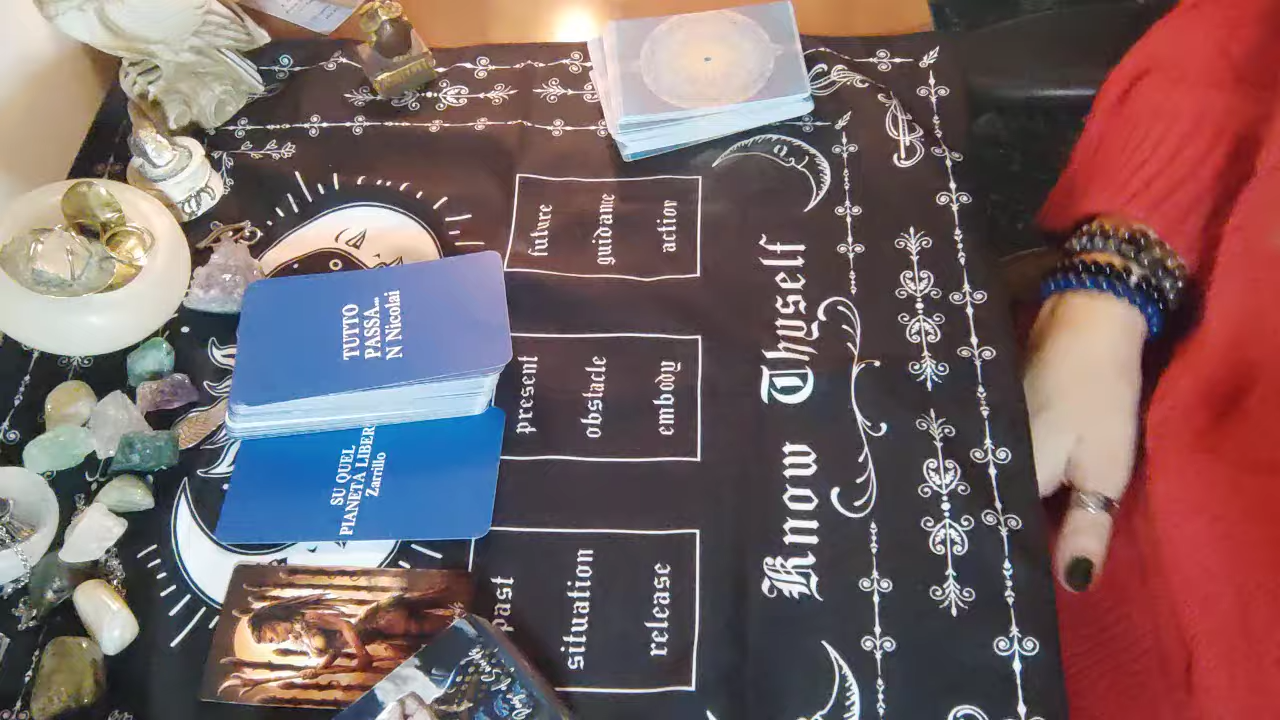 TUTTO
PASSA...
N Nicolai
SU QUEL
PIANETA LIBER
Zarrillo
future
guidance
action
present
obstacle
embody
past
situation
release
Know Thyself